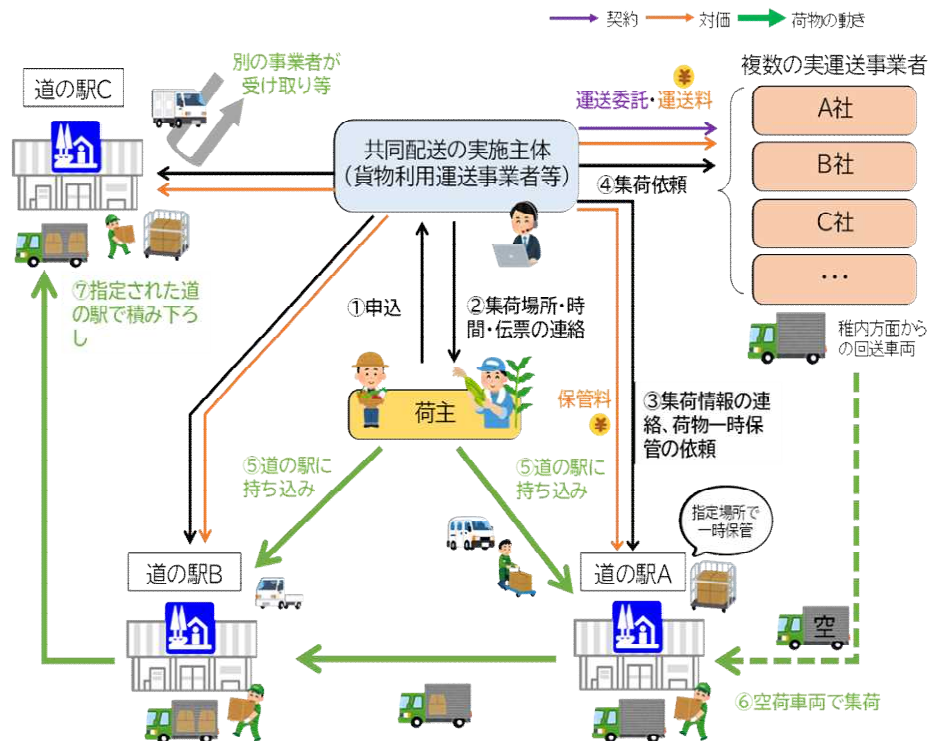 契約
対価
荷物の動き
道の駅C
別の事業者が
受け取り等
複数の実運送事業者
¥
運送委託・運送料
A社
B社
C社
・・・
共同配送の実施主体
（貨物利用運送事業者等）
④集荷依頼
⑦指定された道
の駅で積み下ろ
し
①申込
②集荷場所・時
間・伝票の連絡
稚内方面から
の回送車両
荷主
保管料
¥
③集荷情報の連
絡、荷物一時保
管の依頼
⑤道の駅に
持ち込み
⑤道の駅に
持ち込み
指定場所で
一時保管
道の駅B
道の駅A
空
⑥空荷車両で集荷